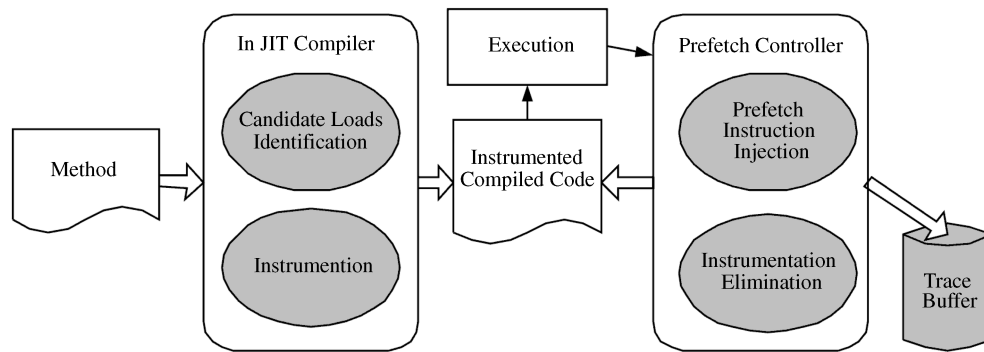 In JIT Compiler
Candidate Loads
Identification
Instrumention
Method
Execution
Instrumented
Compiled Code
Prefetch Controller
Prefetch
Instruction
Injection
Instrumentation
Elimination
Trace
Buffer